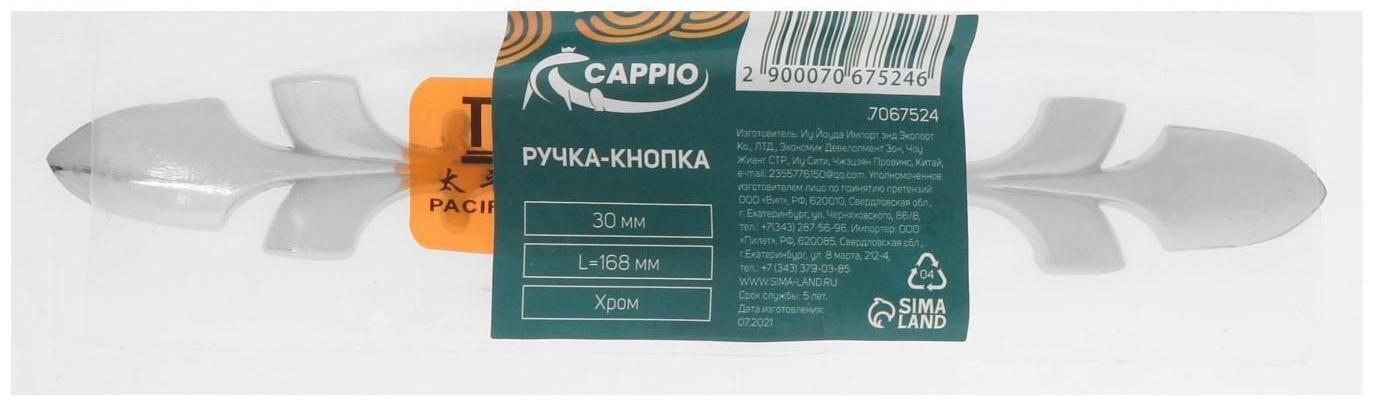 T
太平
PACIF
CAPPIO
РУЧКА-КНОПКА
30 мм
L=168 мм
Хром
2 900070 675246
7067524
Изготовитель: Иу Йоуда Импорт энд Экспорт
Ко., ЛТД., Экономик Девелопмент Зон, Чоу
Жианг СТР., Иу Сити, Чжэцзян Провинс, Китай,
e-mail: 2355776150@qq.com. Уполномоченное
изготовителем лицо по принятию претензий:
ООО «Вип», РФ, 620010, Свердловская обл.,
г. Екатеринбург, ул. Черняховского, 86/8,
тел.: +7(343) 287-56-96. Импортер: ООО
«Пилат», РФ, 620085, Свердловская обл.,
г.Екатеринбург, ул. 8 марта, 212-4,
тел.: +7 (343) 379-03-85
WWW.SIMA-LAND.RU
Срок службы: 5 лет.
Дата изготовления:
07.2021
04
SIMA
LAND